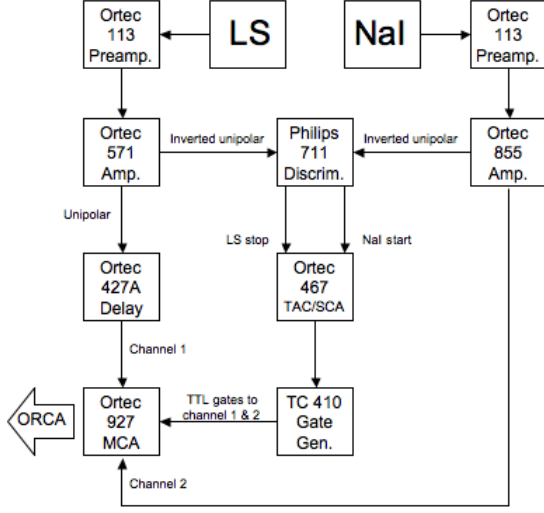 Ortec
113
Preamp.
LS
NaI
Ortec
113
Preamp.
Ortec
571
Amp.
Inverted unipolar
Philips
711
Discrim.
Inverted unipolar
Ortec
855
Amp.
Unipolar
LS stop
NaI start
Ortec
427A
Delay
Ortec
467
TAC/SCA
Channel 1
ORCA
Ortec
927
MCA
TTL gates to
channel 1 & 2
TC 410
Gate
Gen.
Channel 2